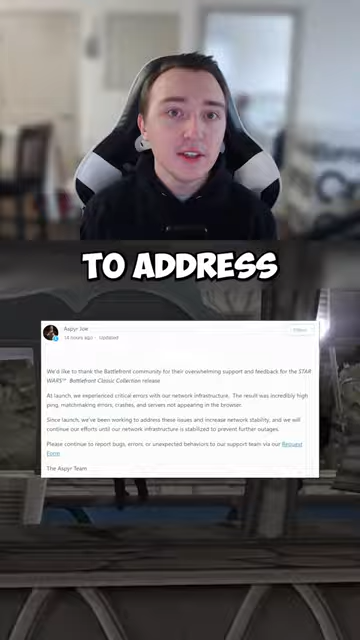 TO ADDRESS
Aspyr Joe
14 hours ago · Updated
Follow
We'd like to thank the Battlefront community for their overwhelming support and feedback for the STAR
WARS™ Battlefront Classic Collection release
At launch, we experienced critical errors with our network infrastructure. The result was incredibly high
ping, matchmaking errors, crashes, and servers not appearing in the browser.
Since launch, we've been working to address these issues and increase network stability, and we will
continue our efforts until our network infrastructure is stabilized to prevent further outages.
Please continue to report bugs, errors, or unexpected behaviors to our support team via our Request
Form
The Aspyr Team